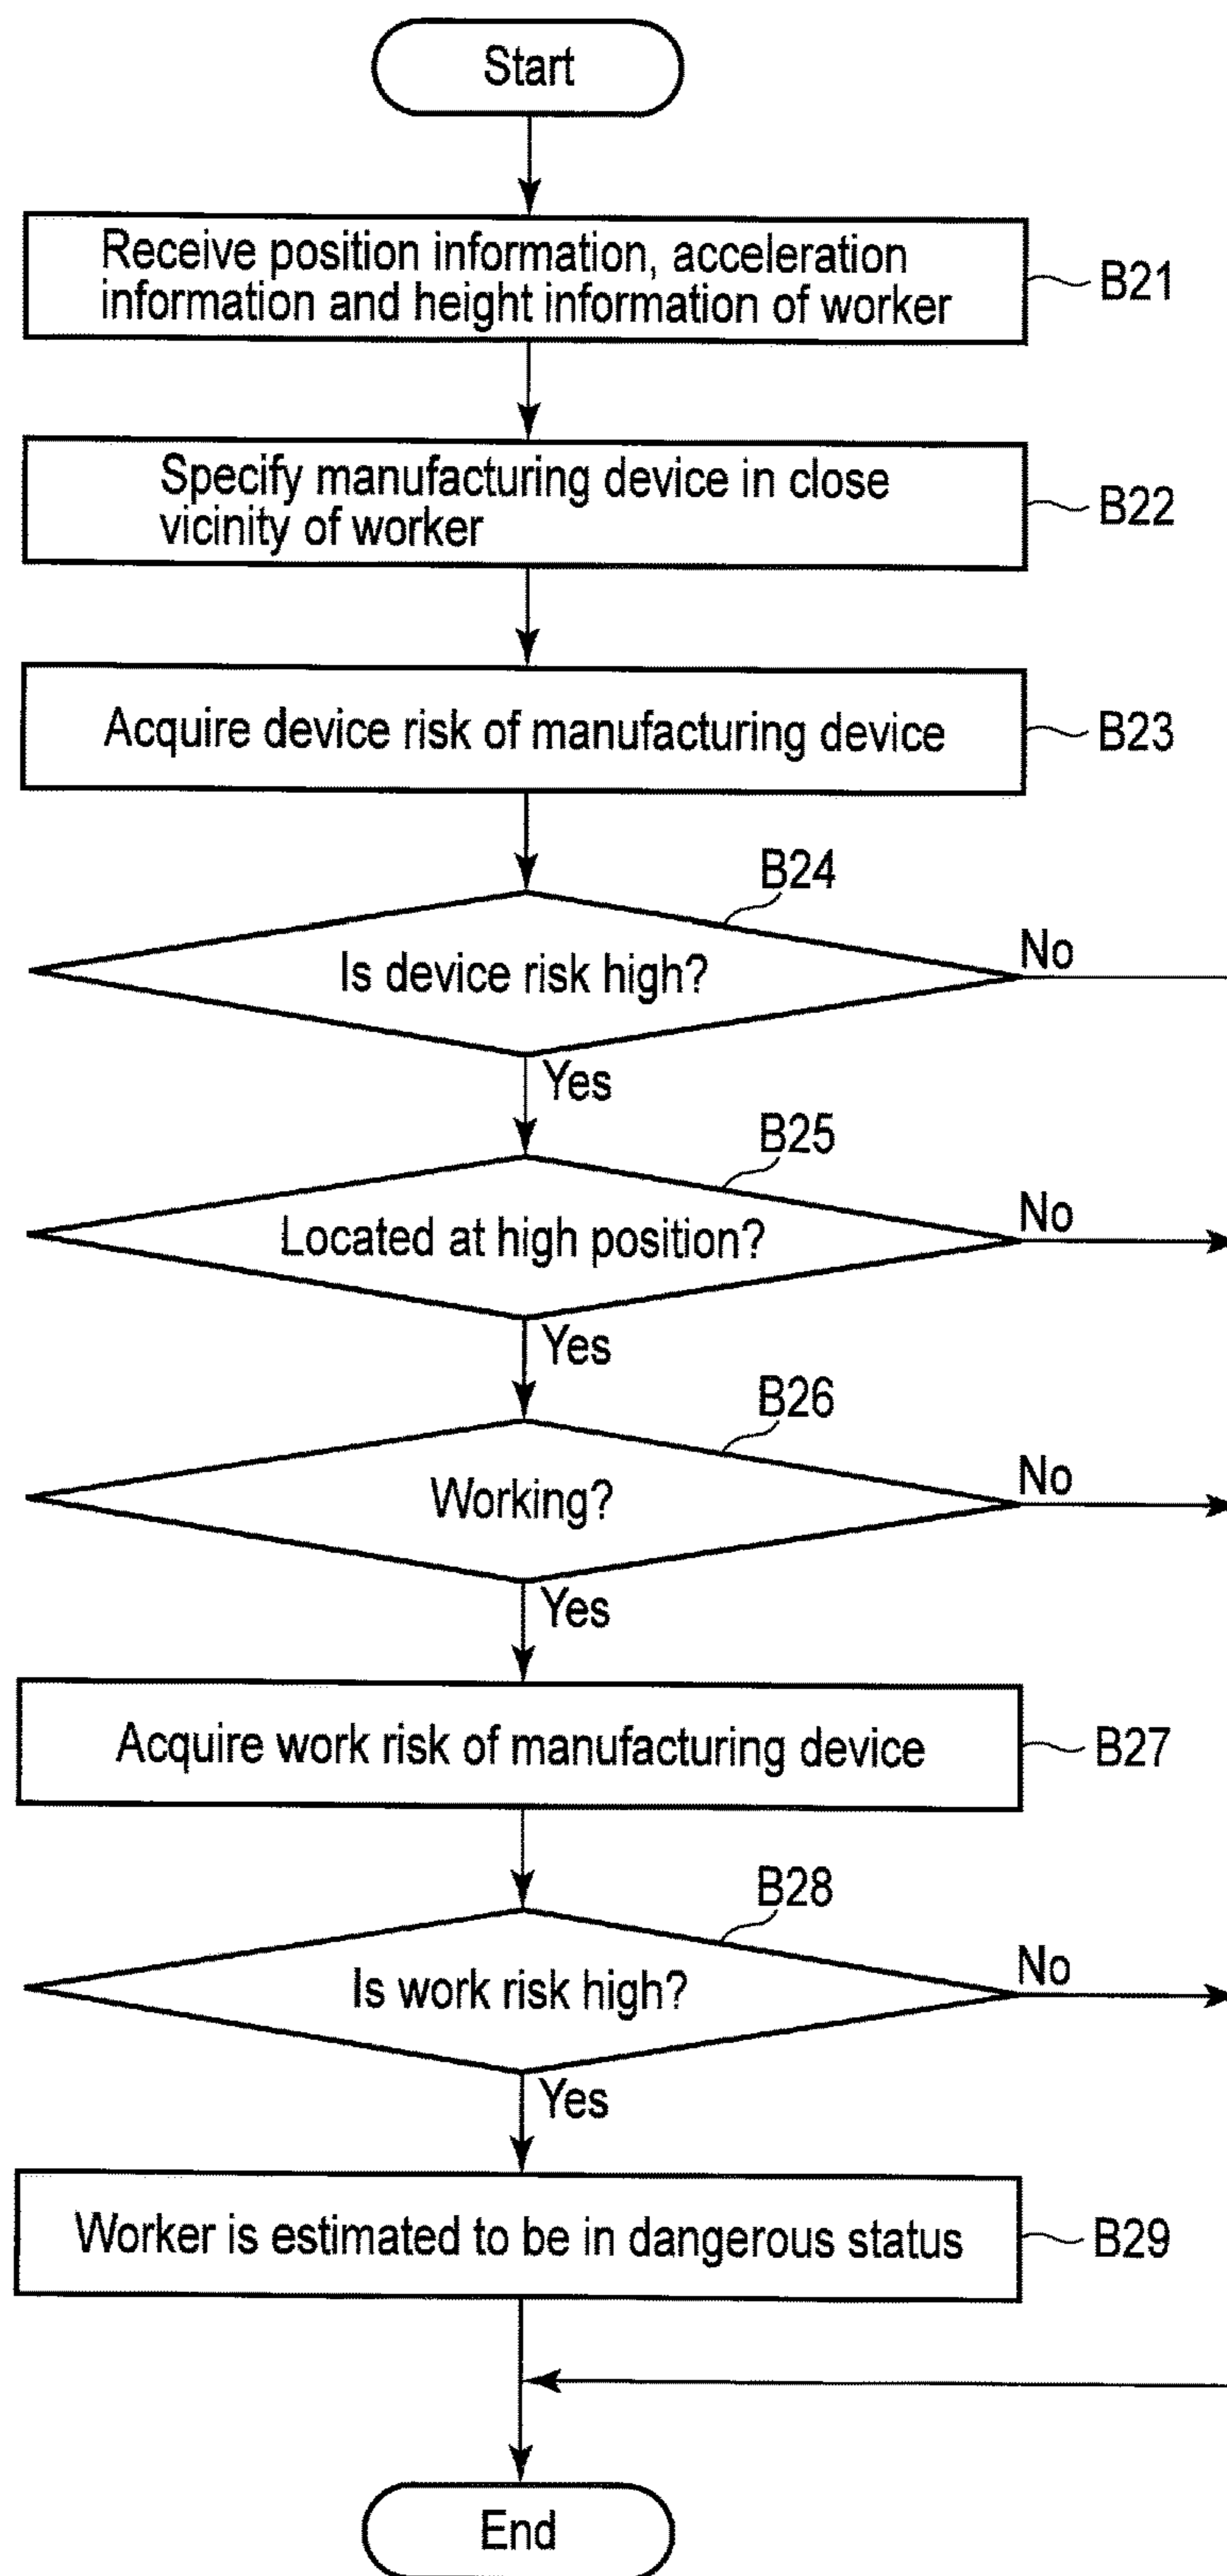 Start
Receive position information, acceleration
information and height information of worker
B21
Specify manufacturing device in close
vicinity of worker
B22
Acquire device risk of manufacturing device
B23
B24
Is device risk high?
No
Yes
B25
Located at high position?
No
Yes
B26
Working?
No
Yes
Acquire work risk of manufacturing device
B27
B28
Is work risk high?
No
Yes
Worker is estimated to be in dangerous status
B29
End